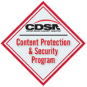 CDSA
Content Protection
& Security
Program